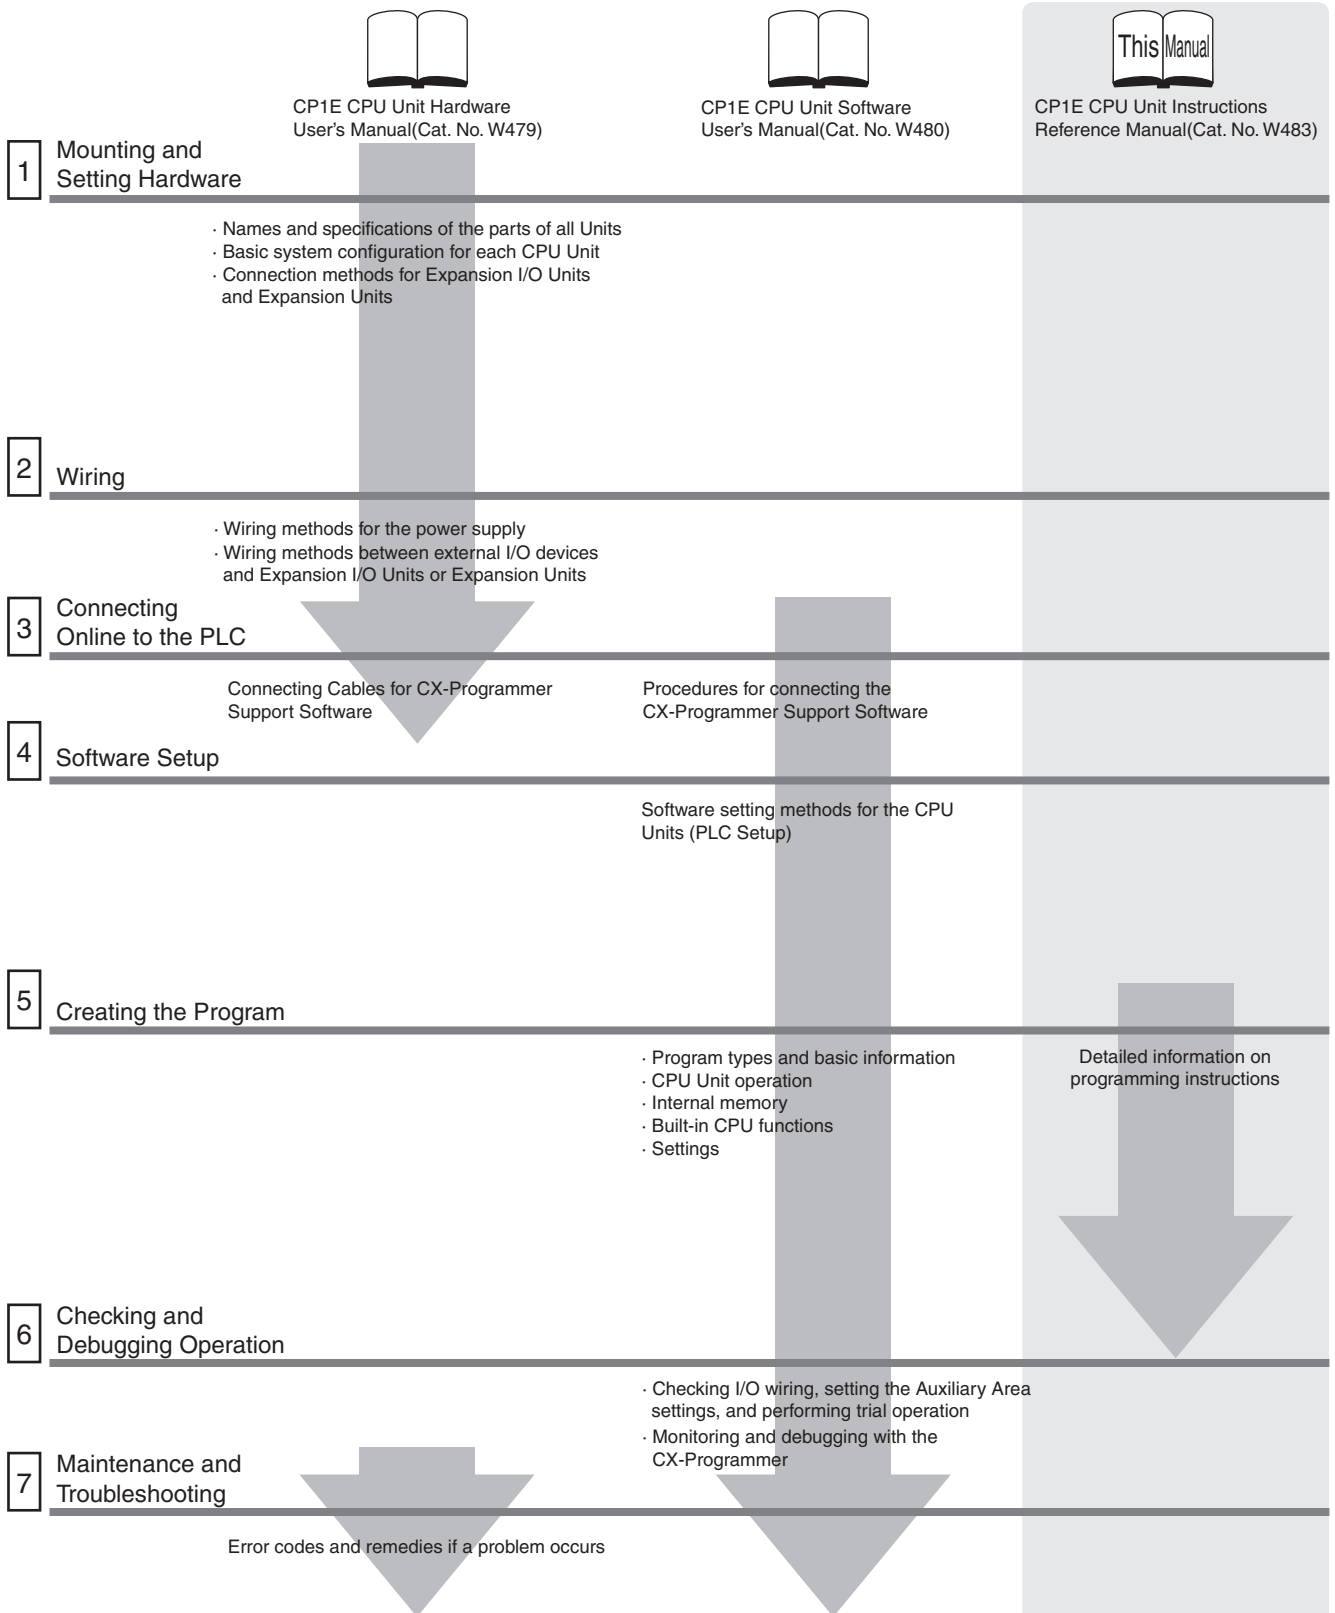 This Manual
CP1E CPU Unit Hardware
User's Manual(Cat. No. W479)
CP1E CPU Unit Software
User's Manual(Cat. No. W480)
CP1E CPU Unit Instructions
Reference Manual(Cat. No. W483)
1
Mounting and
Setting Hardware
· Names and specifications of the parts of all Units
· Basic system configuration for each CPU Unit
· Connection methods for Expansion I/O Units
and Expansion Units
2
Wiring
· Wiring methods for the power supply
· Wiring methods between external I/O devices
and Expansion I/O Units or Expansion Units
3
Connecting
Online to the PLC
Connecting Cables for CX-Programmer
Support Software
Procedures for connecting the
CX-Programmer Support Software
4
Software Setup
Software setting methods for the CPU
Units (PLC Setup)
5
Creating the Program
· Program types and basic information
· CPU Unit operation
· Internal memory
· Built-in CPU functions
· Settings
Detailed information on
programming instructions
6
Checking and
Debugging Operation
· Checking I/O wiring, setting the Auxiliary Area
settings, and performing trial operation
· Monitoring and debugging with the
CX-Programmer
7
Maintenance and
Troubleshooting
Error codes and remedies if a problem occurs